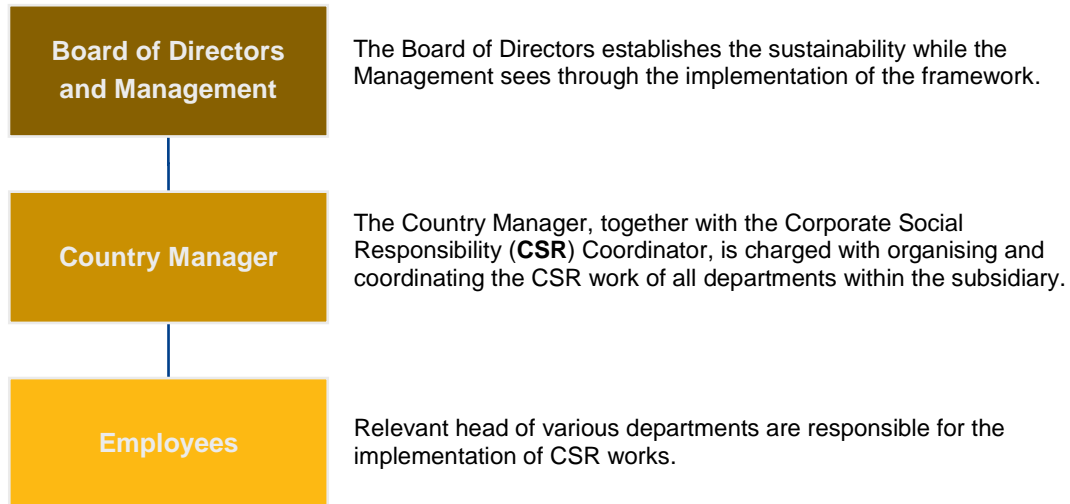 Board of Directors
and Management
The Board of Directors establishes the sustainability while the
Management sees through the implementation of the framework.
Country Manager
The Country Manager, together with the Corporate Social
Responsibility (CSR) Coordinator, is charged with organising and
coordinating the CSR work of all departments within the subsidiary.
Employees
Relevant head of various departments are responsible for the
implementation of CSR works.